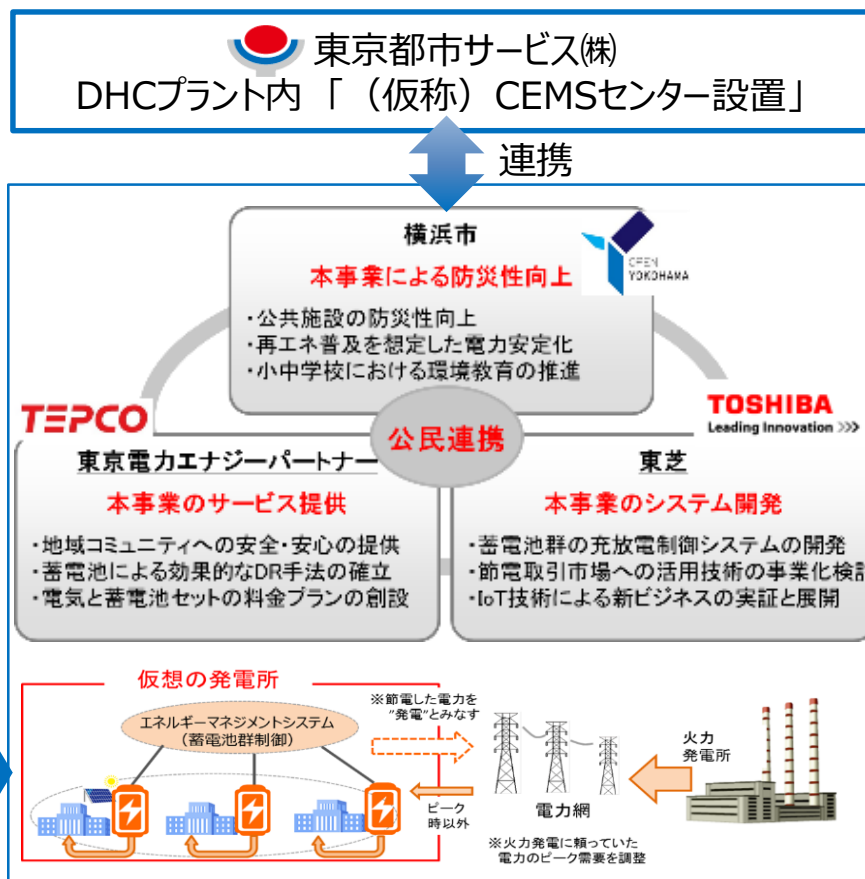 東京都市サービス㈱
DHCプラント内「（仮称）CEMSセンター設置」
連携
横浜市
本事業による防災性向上
・公共施設の防災性向上
・再エネ普及を想定した電力安定化
・小中学校における環境教育の推進
OPEN
YOKOHAMA
TEPCO
公民連携
TOSHIBA
Leading Innovation >>>
東京電力エナジーパートナー
本事業のサービス提供
・地域コミュニティへの安全・安心の提供
・蓄電池による効果的なDR手法の確立
・電気と蓄電池セットの料金プランの創設
東芝
本事業のシステム開発
・蓄電池群の充放電制御システムの開発
・節電取引市場への活用技術の事業化検討
・IoT技術による新ビジネスの実証と展開
仮想の発電所
エネルギーマネジメントシステム
（蓄電池群制御）
※節電した電力を
"発電"とみなす
ピーク
時以外
電力網
火力
発電所
※火力発電に頼っていた
電力のピーク需要を調整